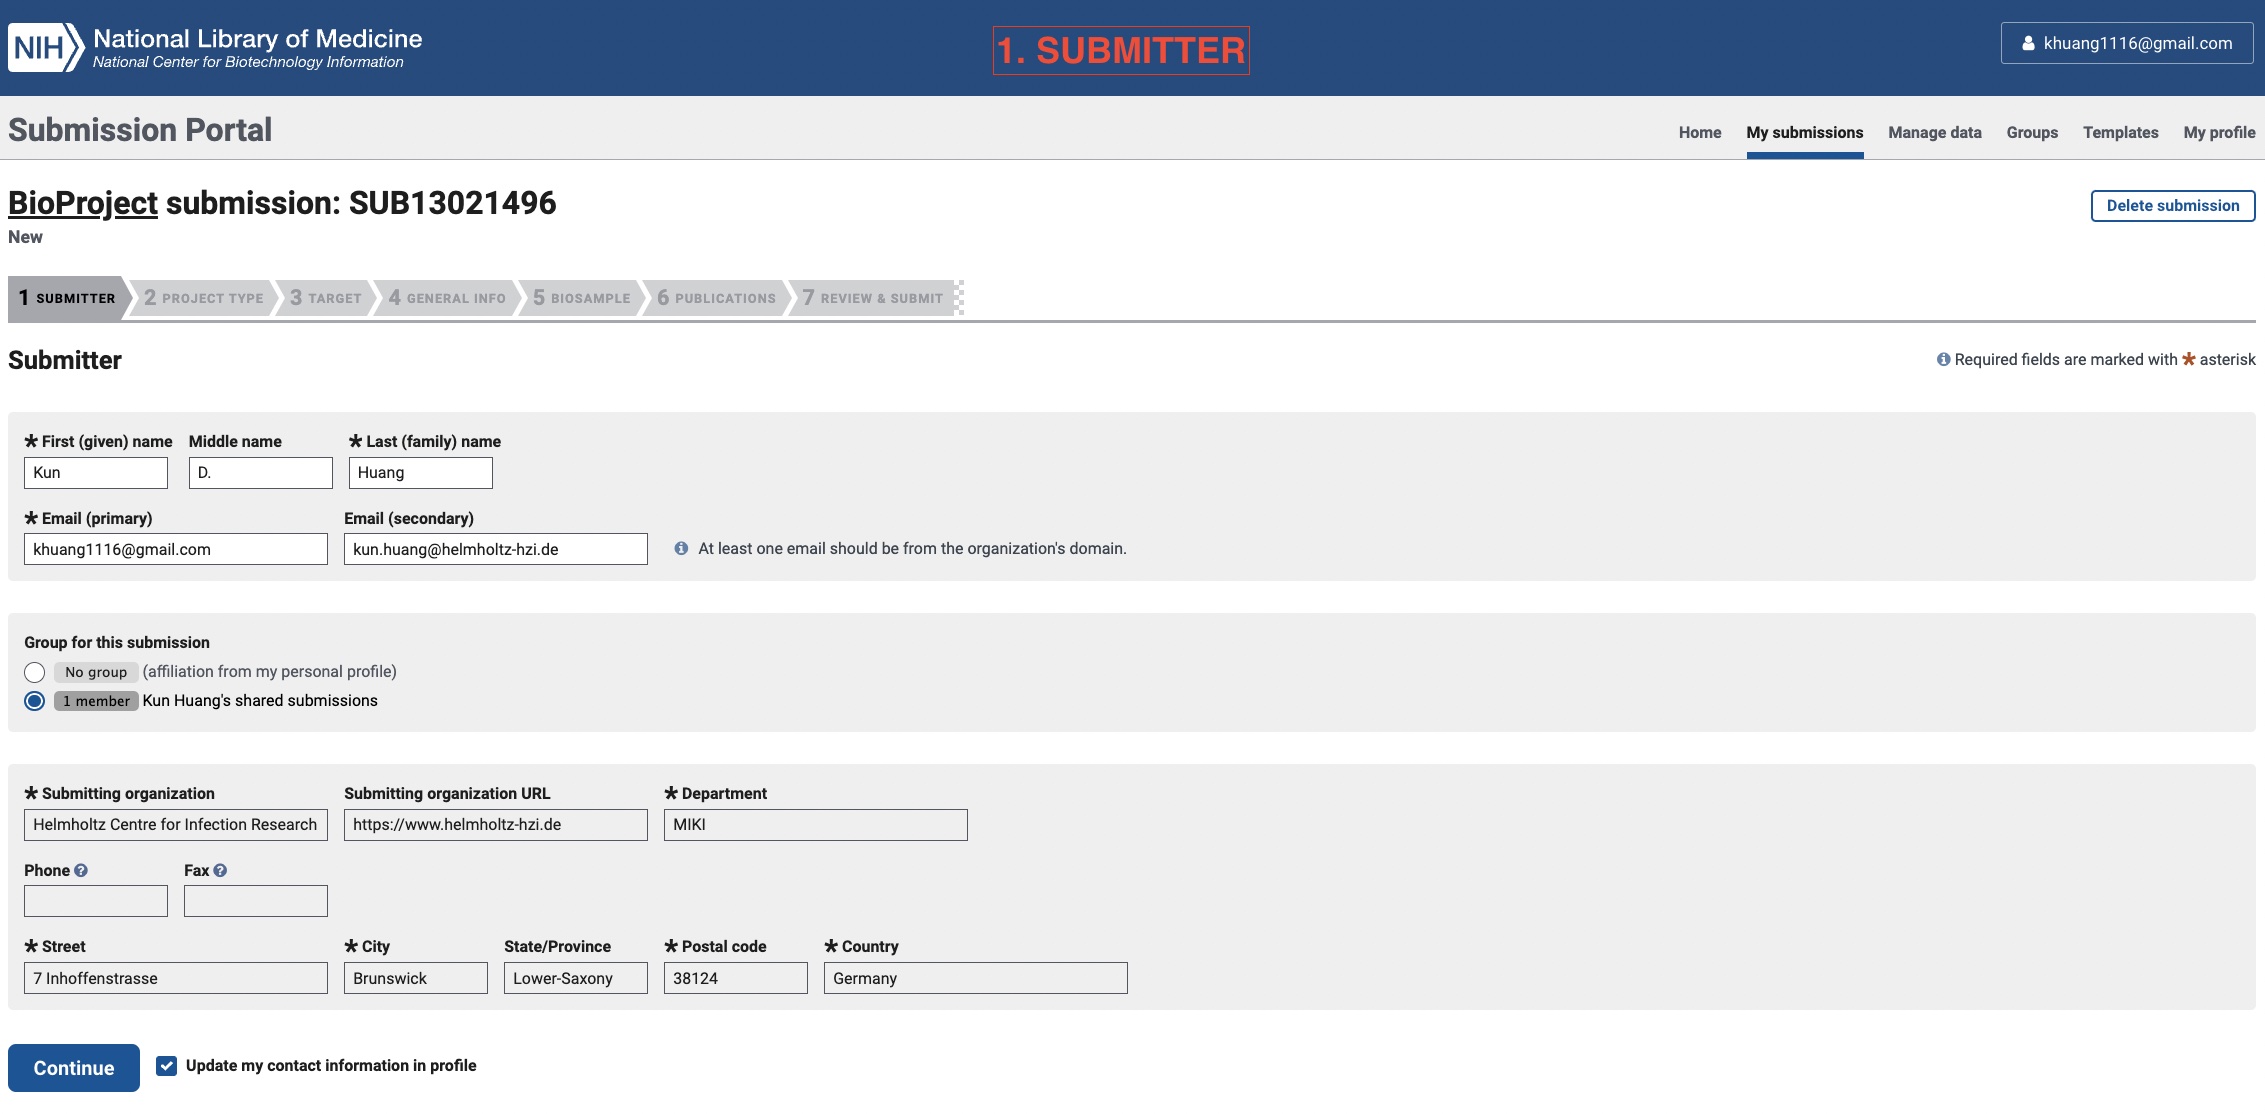 NIH National Library of Medicine
National Center for Biotechnology Information
1. SUBMITTER
khuang1116@gmail.com
Submission Portal
Home My submissions Manage data Groups Templates My profile
BioProject submission: SUB13021496
Delete submission
New
1 SUBMITTER 2 PROJECT TYPE 3 TARGET 4 GENERAL INFO 5 BIOSAMPLE 6 PUBLICATIONS 7 REVIEW & SUBMIT
Submitter
Required fields are marked with * asterisk
* First (given) name Middle name * Last (family) name
Kun D. Huang
* Email (primary) Email (secondary)
khuang1116@gmail.com kun.huang@helmholtz-hzi.de At least one email should be from the organization's domain.
Group for this submission
No group (affiliation from my personal profile)
1 member Kun Huang's shared submissions
* Submitting organization Submitting organization URL * Department
Helmholtz Centre for Infection Research https://www.helmholtz-hzi.de MIKI
Phone ? Fax ?
* Street * City State/Province * Postal code * Country
7 Inhoffenstrasse Brunswick Lower-Saxony 38124 Germany
Continue Update my contact information in profile